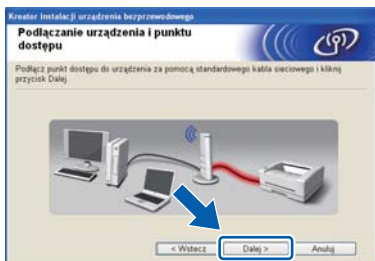 Kreator instalacji urządzenia bezprzewodowego
Podłączanie urządzenia i punktu
dostępu
Podłącz punkt dostępu do urządzenia za pomocą standardowego kabla sieciowego i kliknij
przycisk Dalej.
< Wstecz Dalej > Anuluj